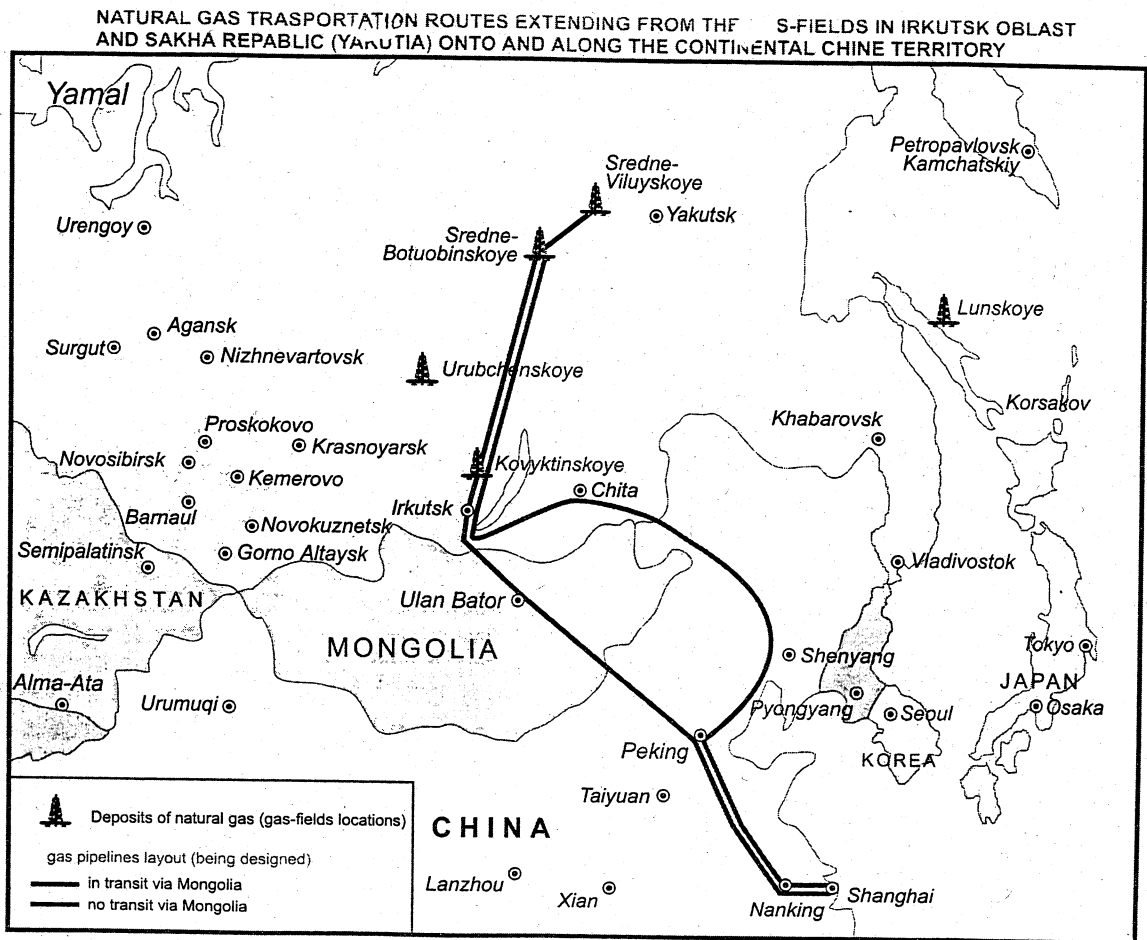 NATURAL GAS TRASPORTATION ROUTES EXTENDING FROM THE S-FIELDS IN IRKUTSK OBLAST
AND SAKHA REPABLIC (YAKUTIA) ONTO AND ALONG THE CONTINENTAL CHINE TERRITORY
Yamal
Petropavlovsk
Kamchatskiy
Sredne-
Viluyskoye
Yakutsk
Urengoy
Sredne-
Botuobinskoye
Lunskoye
Agansk
Surgut
Nizhnevartovsk
Urubchenskoye
Korsakov
Khabarovsk
Proskokovo
Krasnoyarsk
Novosibirsk
Kovyktinskoye
Kemerovo
Chita
Irkutsk
Barnaul
Novokuznetsk
Semipalatinsk
Gorno Altaysk
Vladivostok
KAZAKHSTAN
Ulan Bator
MONGOLIA
Tokyo
Shenyang
Alma-Ata
JAPAN
Urumuqi
Pyongyang
Seoul
Osaka
Peking
KOREA
Taiyuan
CHINA
Lanzhou
Xian
Nanking
Shanghai
Deposits of natural gas (gas-fields locations)
gas pipelines layout (being designed)
in transit via Mongolia
no transit via Mongolia